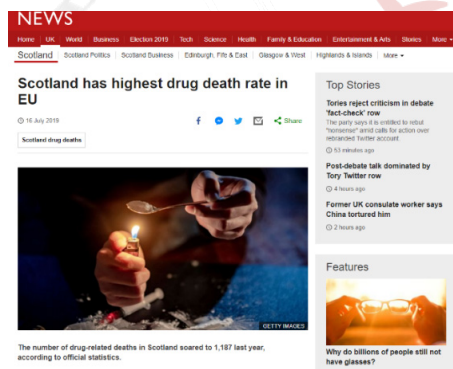 NEWS
Home UK World Business Election 2019 Tech Science Health Family & Education Entertainment & Arts Stories More
Scotland Scotland Politics Scotland Business Edinburgh, Fife & East Glasgow & West Highlands & Islands More
Scotland has highest drug death rate in
EU
16 July 2019
Share
Scotland drug deaths
GETTY IMAGES
The number of drug-related deaths in Scotland soared to 1,187 last year,
according to official statistics.
Top Stories
Tories reject criticism in debate
'fact-check' row
The party says it is entitled to rebut
"nonsense" amid calls for action over
rebranded Twitter account.
53 minutes ago
Post-debate talk dominated by
Tory Twitter row
4 hours ago
Former UK consulate worker says
China tortured him
2 hours ago
Features
Why do billions of people still not
have glasses?